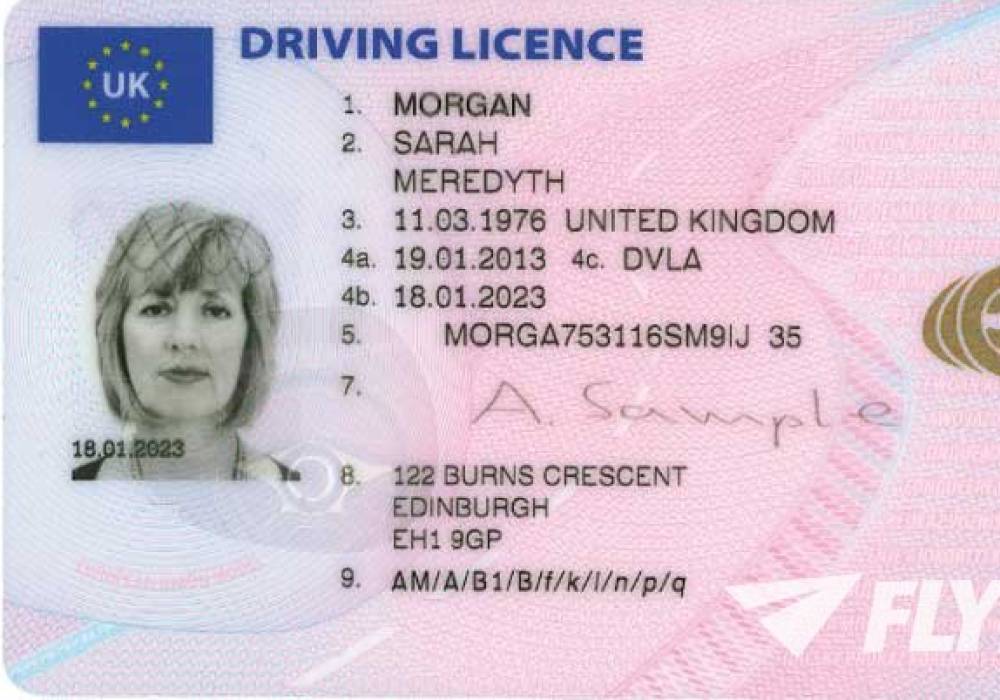 UK
DRIVING LICENCE
1. MORGAN
2. SARAH
MEREDYTH
3. 11.03.1976 UNITED KINGDOM
4a. 19.01.2013 4c. DVLA
4b. 18.01.2023
5. MORGA753116SM9IJ 35
7. A. Sample
18.01.2023
8. 122 BURNS CRESCENT
EDINBURGH
EH1 9GP
9. AM/A/B1/B/f/k/l/n/p/q
FLY